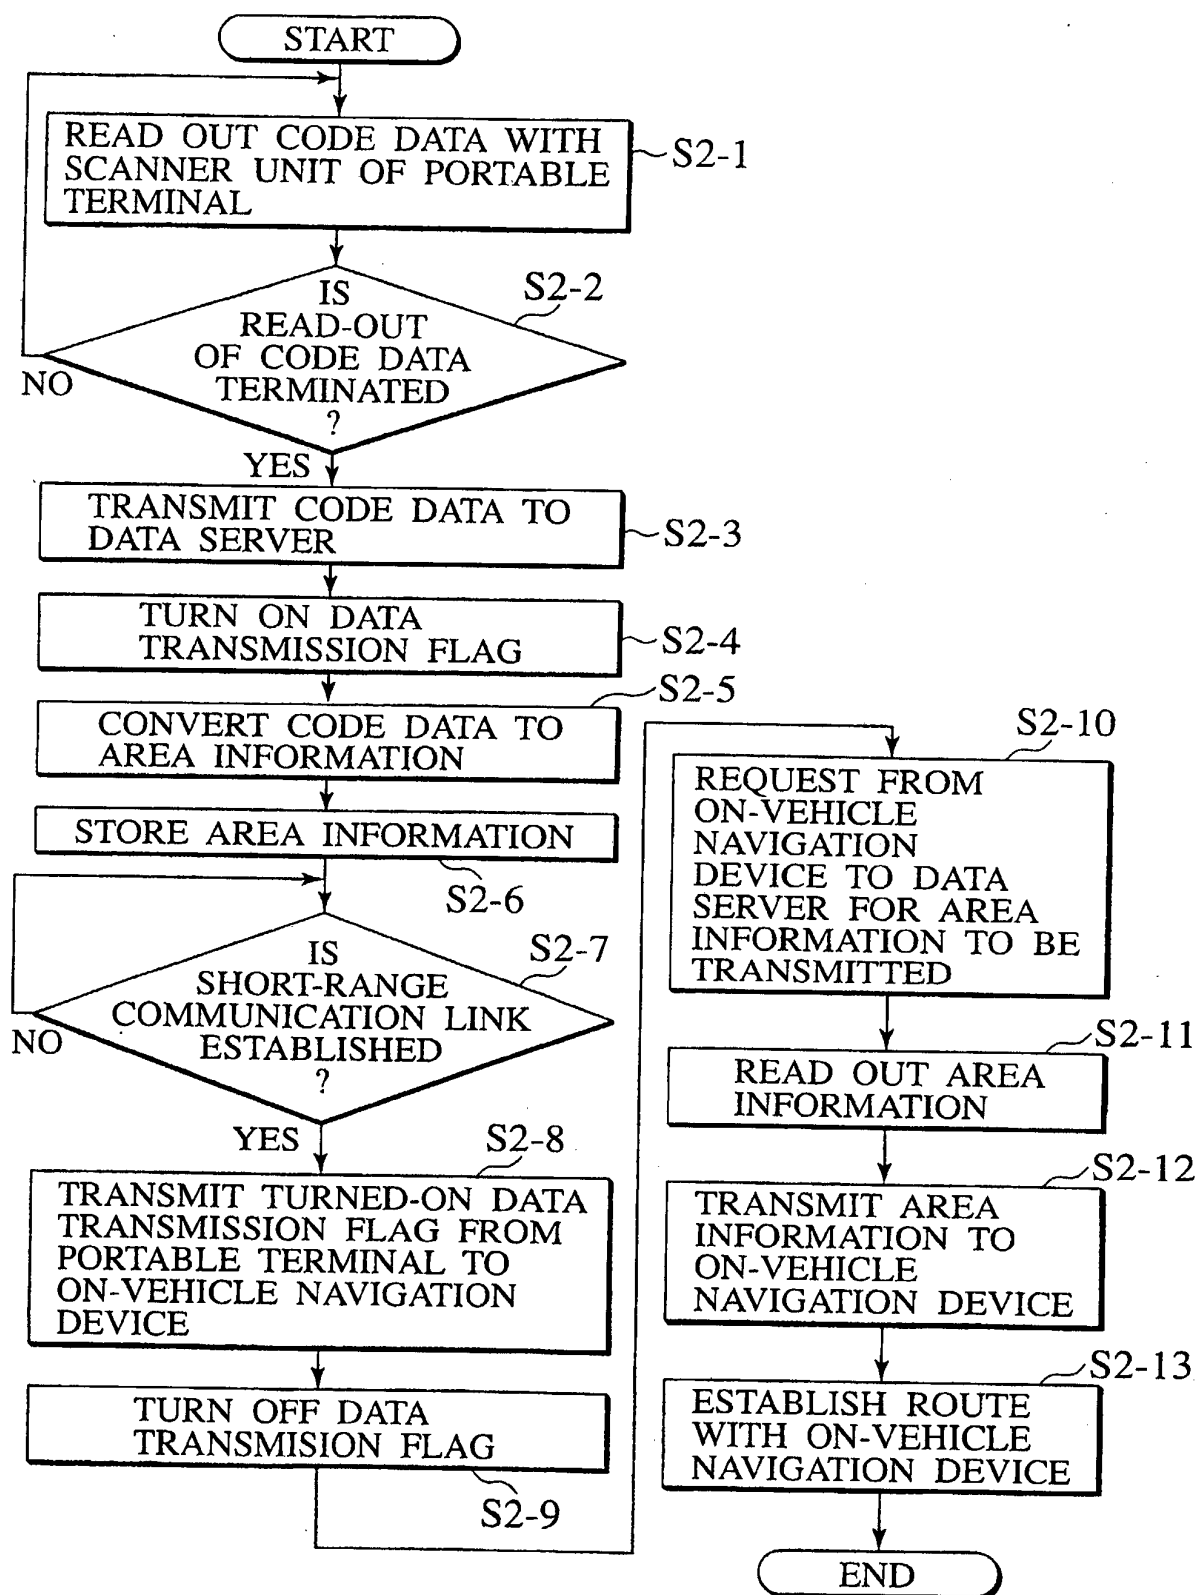 START
READ OUT CODE DATA WITH
SCANNER UNIT OF PORTABLE
TERMINAL
S2-1
IS
READ-OUT
OF CODE DATA
TERMINATED
?
S2-2
NO
YES
TRANSMIT CODE DATA TO
DATA SERVER
S2-3
TURN ON DATA
TRANSMISSION FLAG
S2-4
S2-5
CONVERT CODE DATA TO
AREA INFORMATION
STORE AREA INFORMATION
S2-6
IS
SHORT-RANGE
COMMUNICATION LINK
ESTABLISHED
?
S2-7
NO
YES
S2-8
TRANSMIT TURNED-ON DATA
TRANSMISSION FLAG FROM
PORTABLE TERMINAL TO
ON-VEHICLE NAVIGATION
DEVICE
TURN OFF DATA
TRANSMISION FLAG
S2-9
S2-10
REQUEST FROM
ON-VEHICLE
NAVIGATION
DEVICE TO DATA
SERVER FOR AREA
INFORMATION TO BE
TRANSMITTED
S2-11
READ OUT AREA
INFORMATION
S2-12
TRANSMIT AREA
INFORMATION TO
ON-VEHICLE
NAVIGATION DEVICE
S2-13
ESTABLISH ROUTE
WITH ON-VEHICLE
NAVIGATION DEVICE
END